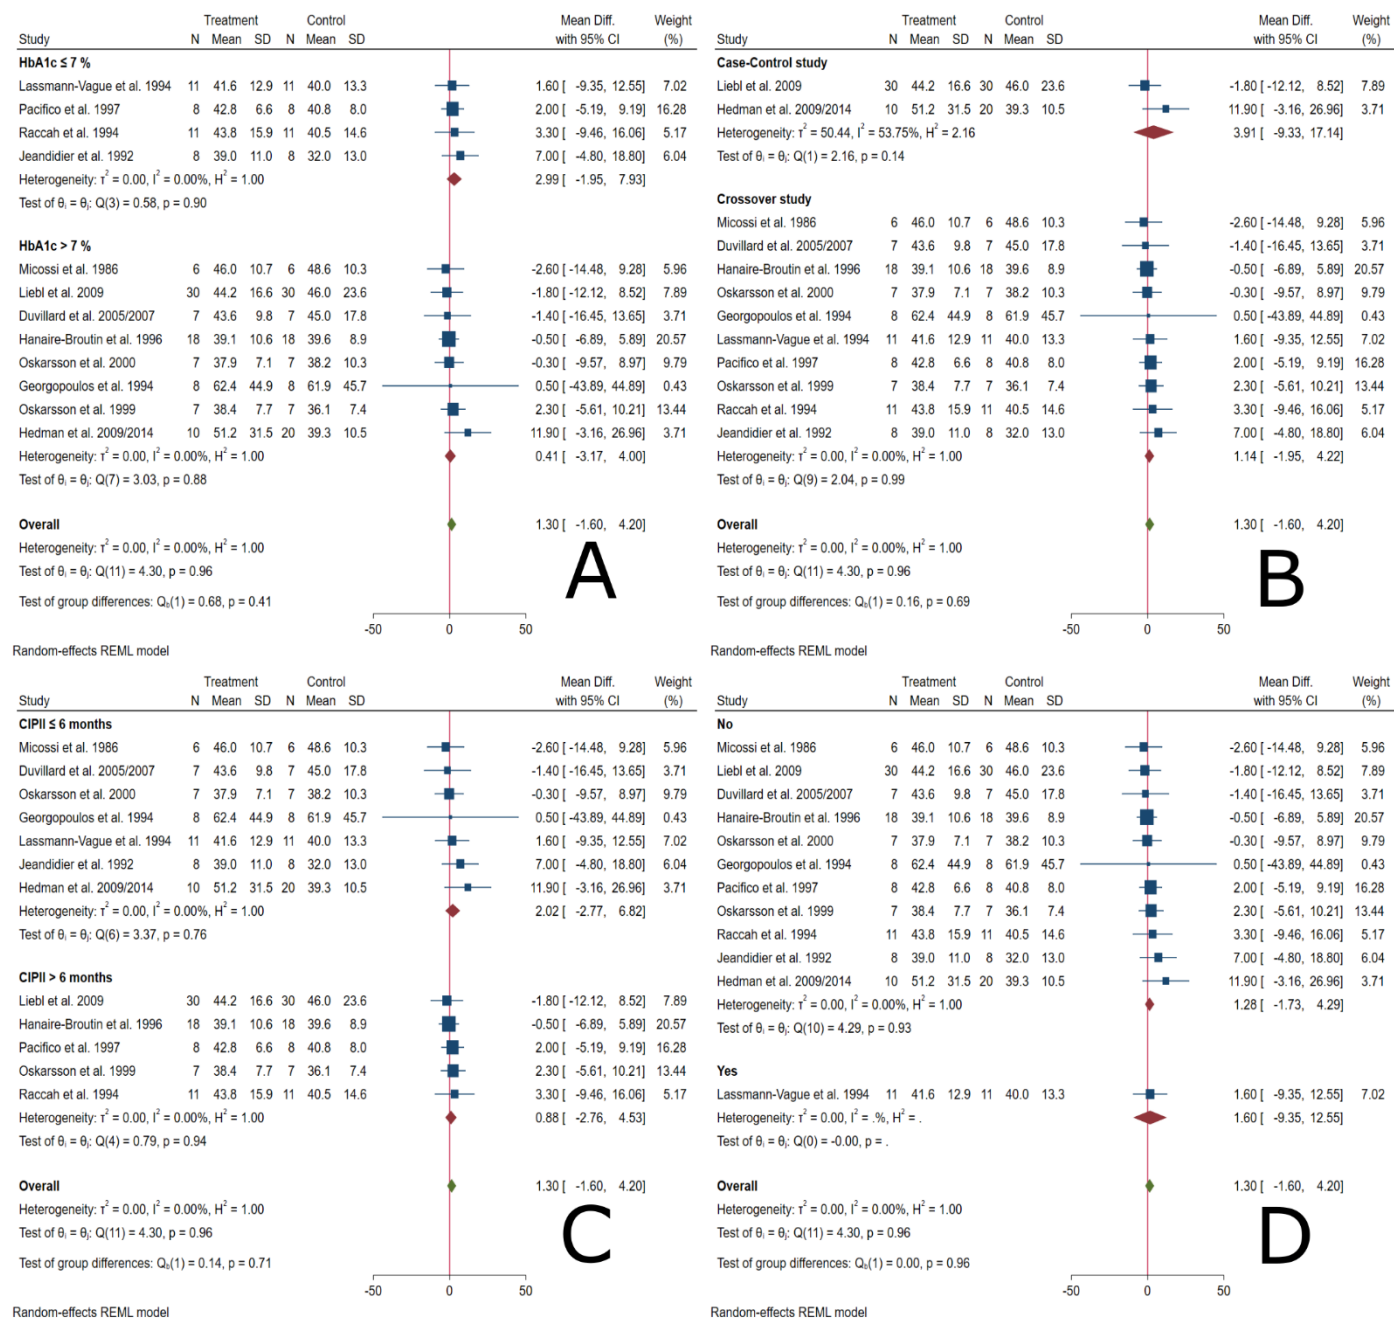 Treatment Control Mean Diff. Weight
Study N Mean SD N Mean SD with 95% CI (%)
HbA1c ≤ 7 %
Lassmann-Vague et al. 1994 11 41.6 12.9 11 40.0 13.3 1.60 [ -9.35, 12.55] 7.02
Pacifico et al. 1997 8 42.8 6.6 8 40.8 8.0 2.00 [ -5.19, 9.19] 16.28
Raccah et al. 1994 11 43.8 15.9 11 40.5 14.6 3.30 [ -9.46, 16.06] 5.17
Jeandidier et al. 1992 8 39.0 11.0 8 32.0 13.0 7.00 [ -4.80, 18.80] 6.04
Heterogeneity: τ² = 0.00, I² = 0.00%, H² = 1.00 2.99 [ -1.95, 7.93]
Test of θᵢ = θⱼ: Q(3) = 0.58, p = 0.90
HbA1c > 7 %
Micossi et al. 1986 6 46.0 10.7 6 48.6 10.3 -2.60 [ -14.48, 9.28] 5.96
Liebl et al. 2009 30 44.2 16.6 30 46.0 23.6 -1.80 [ -12.12, 8.52] 7.89
Duvillard et al. 2005/2007 7 43.6 9.8 7 45.0 17.8 -1.40 [ -16.45, 13.65] 3.71
Hanaire-Broutin et al. 1996 18 39.1 10.6 18 39.6 8.9 -0.50 [ -6.89, 5.89] 20.57
Oskarsson et al. 2000 7 37.9 7.1 7 38.2 10.3 -0.30 [ -9.57, 8.97] 9.79
Georgopoulos et al. 1994 8 62.4 44.9 8 61.9 45.7 0.50 [ -43.89, 44.89] 0.43
Oskarsson et al. 1999 7 38.4 7.7 7 36.1 7.4 2.30 [ -5.61, 10.21] 13.44
Hedman et al. 2009/2014 10 51.2 31.5 20 39.3 10.5 11.90 [ -3.16, 26.96] 3.71
Heterogeneity: τ² = 0.00, I² = 0.00%, H² = 1.00 0.41 [ -3.17, 4.00]
Test of θᵢ = θⱼ: Q(7) = 3.03, p = 0.88
Overall 1.30 [ -1.60, 4.20]
Heterogeneity: τ² = 0.00, I² = 0.00%, H² = 1.00
Test of θᵢ = θⱼ: Q(11) = 4.30, p = 0.96
Test of group differences: Q_b(1) = 0.68, p = 0.41
A
-50 0 50
Random-effects REML model
Treatment Control Mean Diff. Weight
Study N Mean SD N Mean SD with 95% CI (%)
Case-Control study
Liebl et al. 2009 30 44.2 16.6 30 46.0 23.6 -1.80 [ -12.12, 8.52] 7.89
Hedman et al. 2009/2014 10 51.2 31.5 20 39.3 10.5 11.90 [ -3.16, 26.96] 3.71
Heterogeneity: τ² = 50.44, I² = 53.75%, H² = 2.16 3.91 [ -9.33, 17.14]
Test of θᵢ = θⱼ: Q(1) = 2.16, p = 0.14
Crossover study
Micossi et al. 1986 6 46.0 10.7 6 48.6 10.3 -2.60 [ -14.48, 9.28] 5.96
Duvillard et al. 2005/2007 7 43.6 9.8 7 45.0 17.8 -1.40 [ -16.45, 13.65] 3.71
Hanaire-Broutin et al. 1996 18 39.1 10.6 18 39.6 8.9 -0.50 [ -6.89, 5.89] 20.57
Oskarsson et al. 2000 7 37.9 7.1 7 38.2 10.3 -0.30 [ -9.57, 8.97] 9.79
Georgopoulos et al. 1994 8 62.4 44.9 8 61.9 45.7 0.50 [ -43.89, 44.89] 0.43
Lassmann-Vague et al. 1994 11 41.6 12.9 11 40.0 13.3 1.60 [ -9.35, 12.55] 7.02
Pacifico et al. 1997 8 42.8 6.6 8 40.8 8.0 2.00 [ -5.19, 9.19] 16.28
Oskarsson et al. 1999 7 38.4 7.7 7 36.1 7.4 2.30 [ -5.61, 10.21] 13.44
Raccah et al. 1994 11 43.8 15.9 11 40.5 14.6 3.30 [ -9.46, 16.06] 5.17
Jeandidier et al. 1992 8 39.0 11.0 8 32.0 13.0 7.00 [ -4.80, 18.80] 6.04
Heterogeneity: τ² = 0.00, I² = 0.00%, H² = 1.00 1.14 [ -1.95, 4.22]
Test of θᵢ = θⱼ: Q(9) = 2.04, p = 0.99
Overall 1.30 [ -1.60, 4.20]
Heterogeneity: τ² = 0.00, I² = 0.00%, H² = 1.00
Test of θᵢ = θⱼ: Q(11) = 4.30, p = 0.96
Test of group differences: Q_b(1) = 0.16, p = 0.69
B
-50 0 50
Random-effects REML model
Treatment Control Mean Diff. Weight
Study N Mean SD N Mean SD with 95% CI (%)
CIPII ≤ 6 months
Micossi et al. 1986 6 46.0 10.7 6 48.6 10.3 -2.60 [ -14.48, 9.28] 5.96
Duvillard et al. 2005/2007 7 43.6 9.8 7 45.0 17.8 -1.40 [ -16.45, 13.65] 3.71
Oskarsson et al. 2000 7 37.9 7.1 7 38.2 10.3 -0.30 [ -9.57, 8.97] 9.79
Georgopoulos et al. 1994 8 62.4 44.9 8 61.9 45.7 0.50 [ -43.89, 44.89] 0.43
Lassmann-Vague et al. 1994 11 41.6 12.9 11 40.0 13.3 1.60 [ -9.35, 12.55] 7.02
Jeandidier et al. 1992 8 39.0 11.0 8 32.0 13.0 7.00 [ -4.80, 18.80] 6.04
Hedman et al. 2009/2014 10 51.2 31.5 20 39.3 10.5 11.90 [ -3.16, 26.96] 3.71
Heterogeneity: τ² = 0.00, I² = 0.00%, H² = 1.00 2.02 [ -2.77, 6.82]
Test of θᵢ = θⱼ: Q(6) = 3.37, p = 0.76
CIPII > 6 months
Liebl et al. 2009 30 44.2 16.6 30 46.0 23.6 -1.80 [ -12.12, 8.52] 7.89
Hanaire-Broutin et al. 1996 18 39.1 10.6 18 39.6 8.9 -0.50 [ -6.89, 5.89] 20.57
Pacifico et al. 1997 8 42.8 6.6 8 40.8 8.0 2.00 [ -5.19, 9.19] 16.28
Oskarsson et al. 1999 7 38.4 7.7 7 36.1 7.4 2.30 [ -5.61, 10.21] 13.44
Raccah et al. 1994 11 43.8 15.9 11 40.5 14.6 3.30 [ -9.46, 16.06] 5.17
Heterogeneity: τ² = 0.00, I² = 0.00%, H² = 1.00 0.88 [ -2.76, 4.53]
Test of θᵢ = θⱼ: Q(4) = 0.79, p = 0.94
Overall 1.30 [ -1.60, 4.20]
Heterogeneity: τ² = 0.00, I² = 0.00%, H² = 1.00
Test of θᵢ = θⱼ: Q(11) = 4.30, p = 0.96
Test of group differences: Q_b(1) = 0.14, p = 0.71
C
-50 0 50
Random-effects REML model
Treatment Control Mean Diff. Weight
Study N Mean SD N Mean SD with 95% CI (%)
No
Micossi et al. 1986 6 46.0 10.7 6 48.6 10.3 -2.60 [ -14.48, 9.28] 5.96
Liebl et al. 2009 30 44.2 16.6 30 46.0 23.6 -1.80 [ -12.12, 8.52] 7.89
Duvillard et al. 2005/2007 7 43.6 9.8 7 45.0 17.8 -1.40 [ -16.45, 13.65] 3.71
Hanaire-Broutin et al. 1996 18 39.1 10.6 18 39.6 8.9 -0.50 [ -6.89, 5.89] 20.57
Oskarsson et al. 2000 7 37.9 7.1 7 38.2 10.3 -0.30 [ -9.57, 8.97] 9.79
Georgopoulos et al. 1994 8 62.4 44.9 8 61.9 45.7 0.50 [ -43.89, 44.89] 0.43
Pacifico et al. 1997 8 42.8 6.6 8 40.8 8.0 2.00 [ -5.19, 9.19] 16.28
Oskarsson et al. 1999 7 38.4 7.7 7 36.1 7.4 2.30 [ -5.61, 10.21] 13.44
Raccah et al. 1994 11 43.8 15.9 11 40.5 14.6 3.30 [ -9.46, 16.06] 5.17
Jeandidier et al. 1992 8 39.0 11.0 8 32.0 13.0 7.00 [ -4.80, 18.80] 6.04
Hedman et al. 2009/2014 10 51.2 31.5 20 39.3 10.5 11.90 [ -3.16, 26.96] 3.71
Heterogeneity: τ² = 0.00, I² = 0.00%, H² = 1.00 1.28 [ -1.73, 4.29]
Test of θᵢ = θⱼ: Q(10) = 4.29, p = 0.93
Yes
Lassmann-Vague et al. 1994 11 41.6 12.9 11 40.0 13.3 1.60 [ -9.35, 12.55] 7.02
Heterogeneity: τ² = 0.00, I² = .%, H² = . 1.60 [ -9.35, 12.55]
Test of θᵢ = θⱼ: Q(0) = -0.00, p = .
Overall 1.30 [ -1.60, 4.20]
Heterogeneity: τ² = 0.00, I² = 0.00%, H² = 1.00
Test of θᵢ = θⱼ: Q(11) = 4.30, p = 0.96
Test of group differences: Q_b(1) = 0.00, p = 0.96
D
-50 0 50
Random-effects REML model